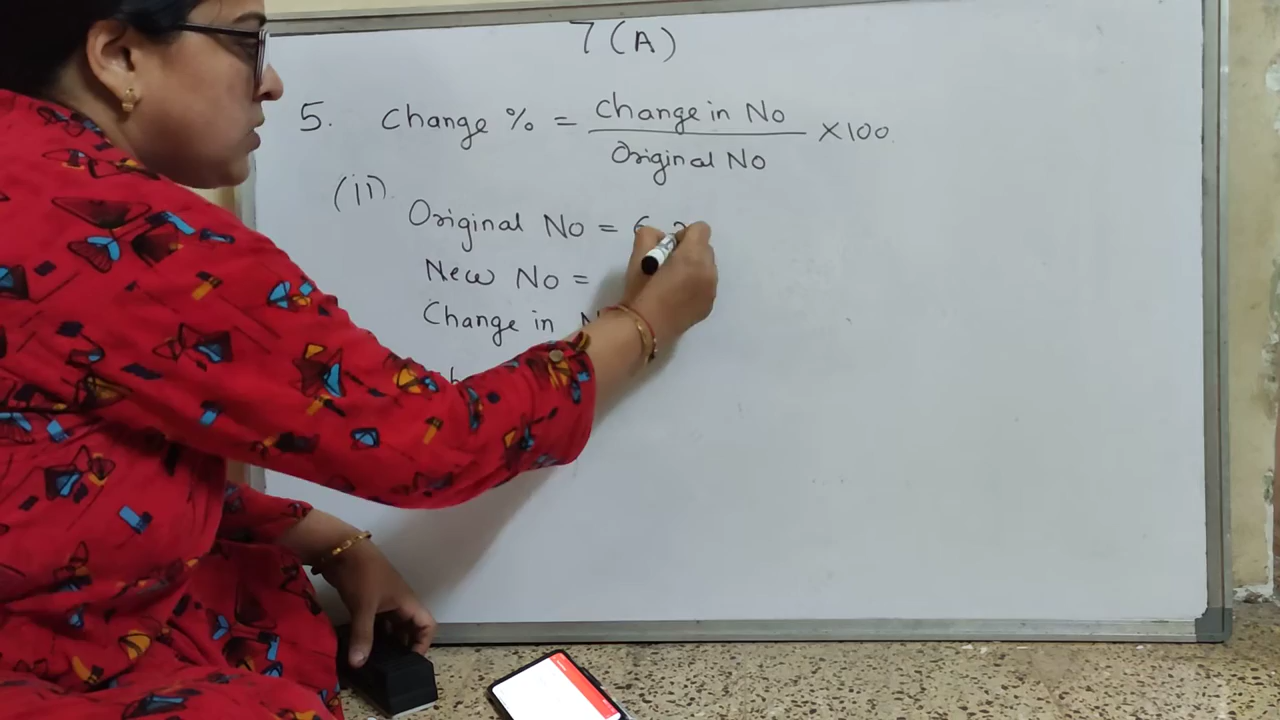 7 (A)
5. Change % = Change in No / Original No × 100
(ii) Original No = 6
New No =
Change in